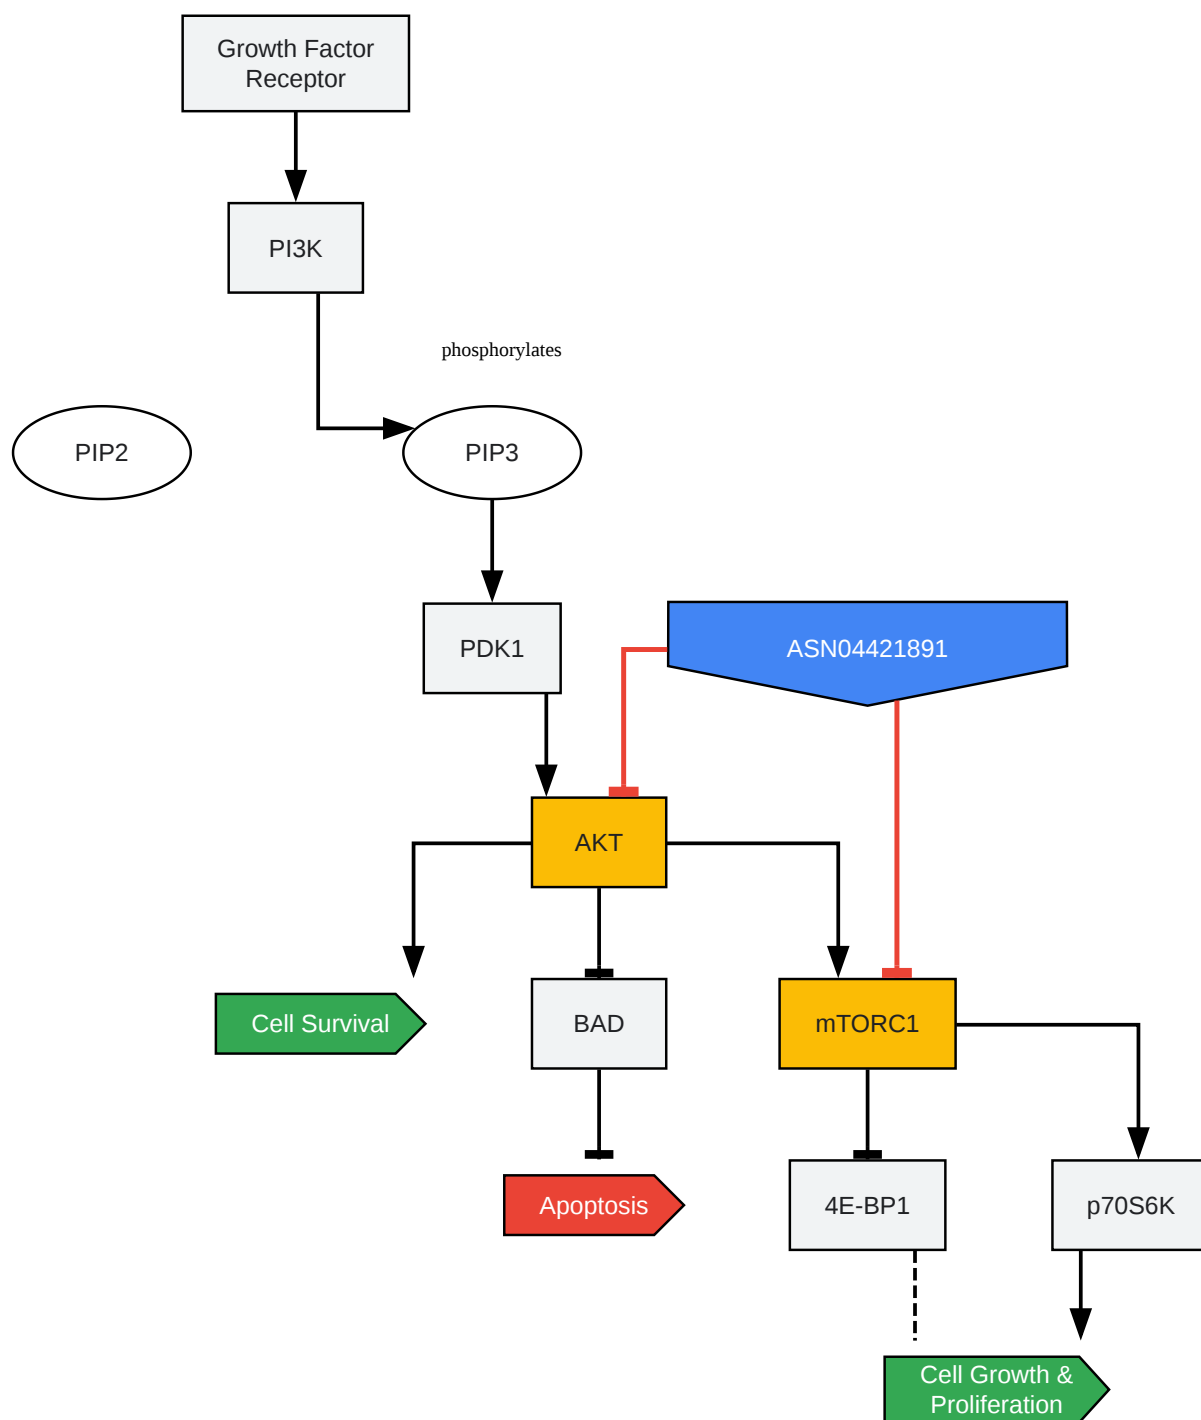 Growth Factor
Receptor
PI3K
phosphorylates
PIP2
PIP3
PDK1
ASN04421891
AKT
Cell Survival
BAD
mTORC1
Apoptosis
4E-BP1
p70S6K
Cell Growth &
Proliferation